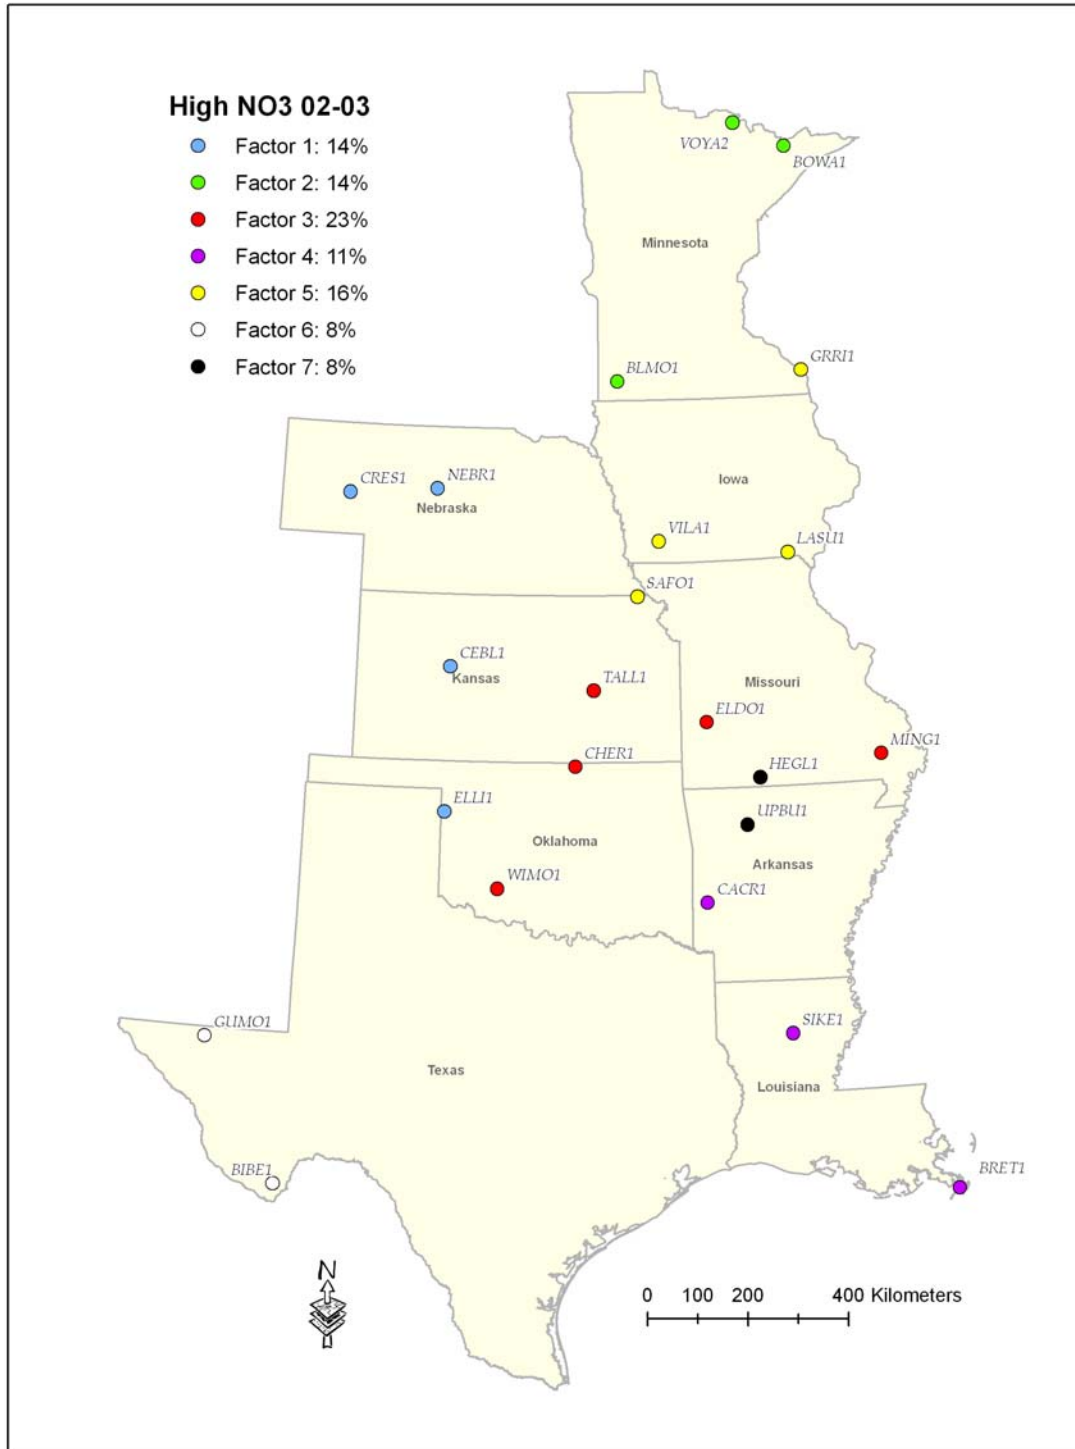 High NO3 02-03
Factor 1: 14%
Factor 2: 14%
Factor 3: 23%
Factor 4: 11%
Factor 5: 16%
Factor 6: 8%
Factor 7: 8%
VOYA2
BOWA1
Minnesota
GRRI1
BLMO1
CRES1
NEBR1
Nebraska
Iowa
VILA1
LASU1
SAFO1
CEBL1
Kansas
TALL1
Missouri
ELDO1
MING1
CHER1
HEGL1
ELLI1
UPBU1
Oklahoma
Arkansas
WIMO1
CACR1
GUMO1
SIKE1
Texas
Louisiana
BIBE1
BRET1
N
0 100 200 400 Kilometers